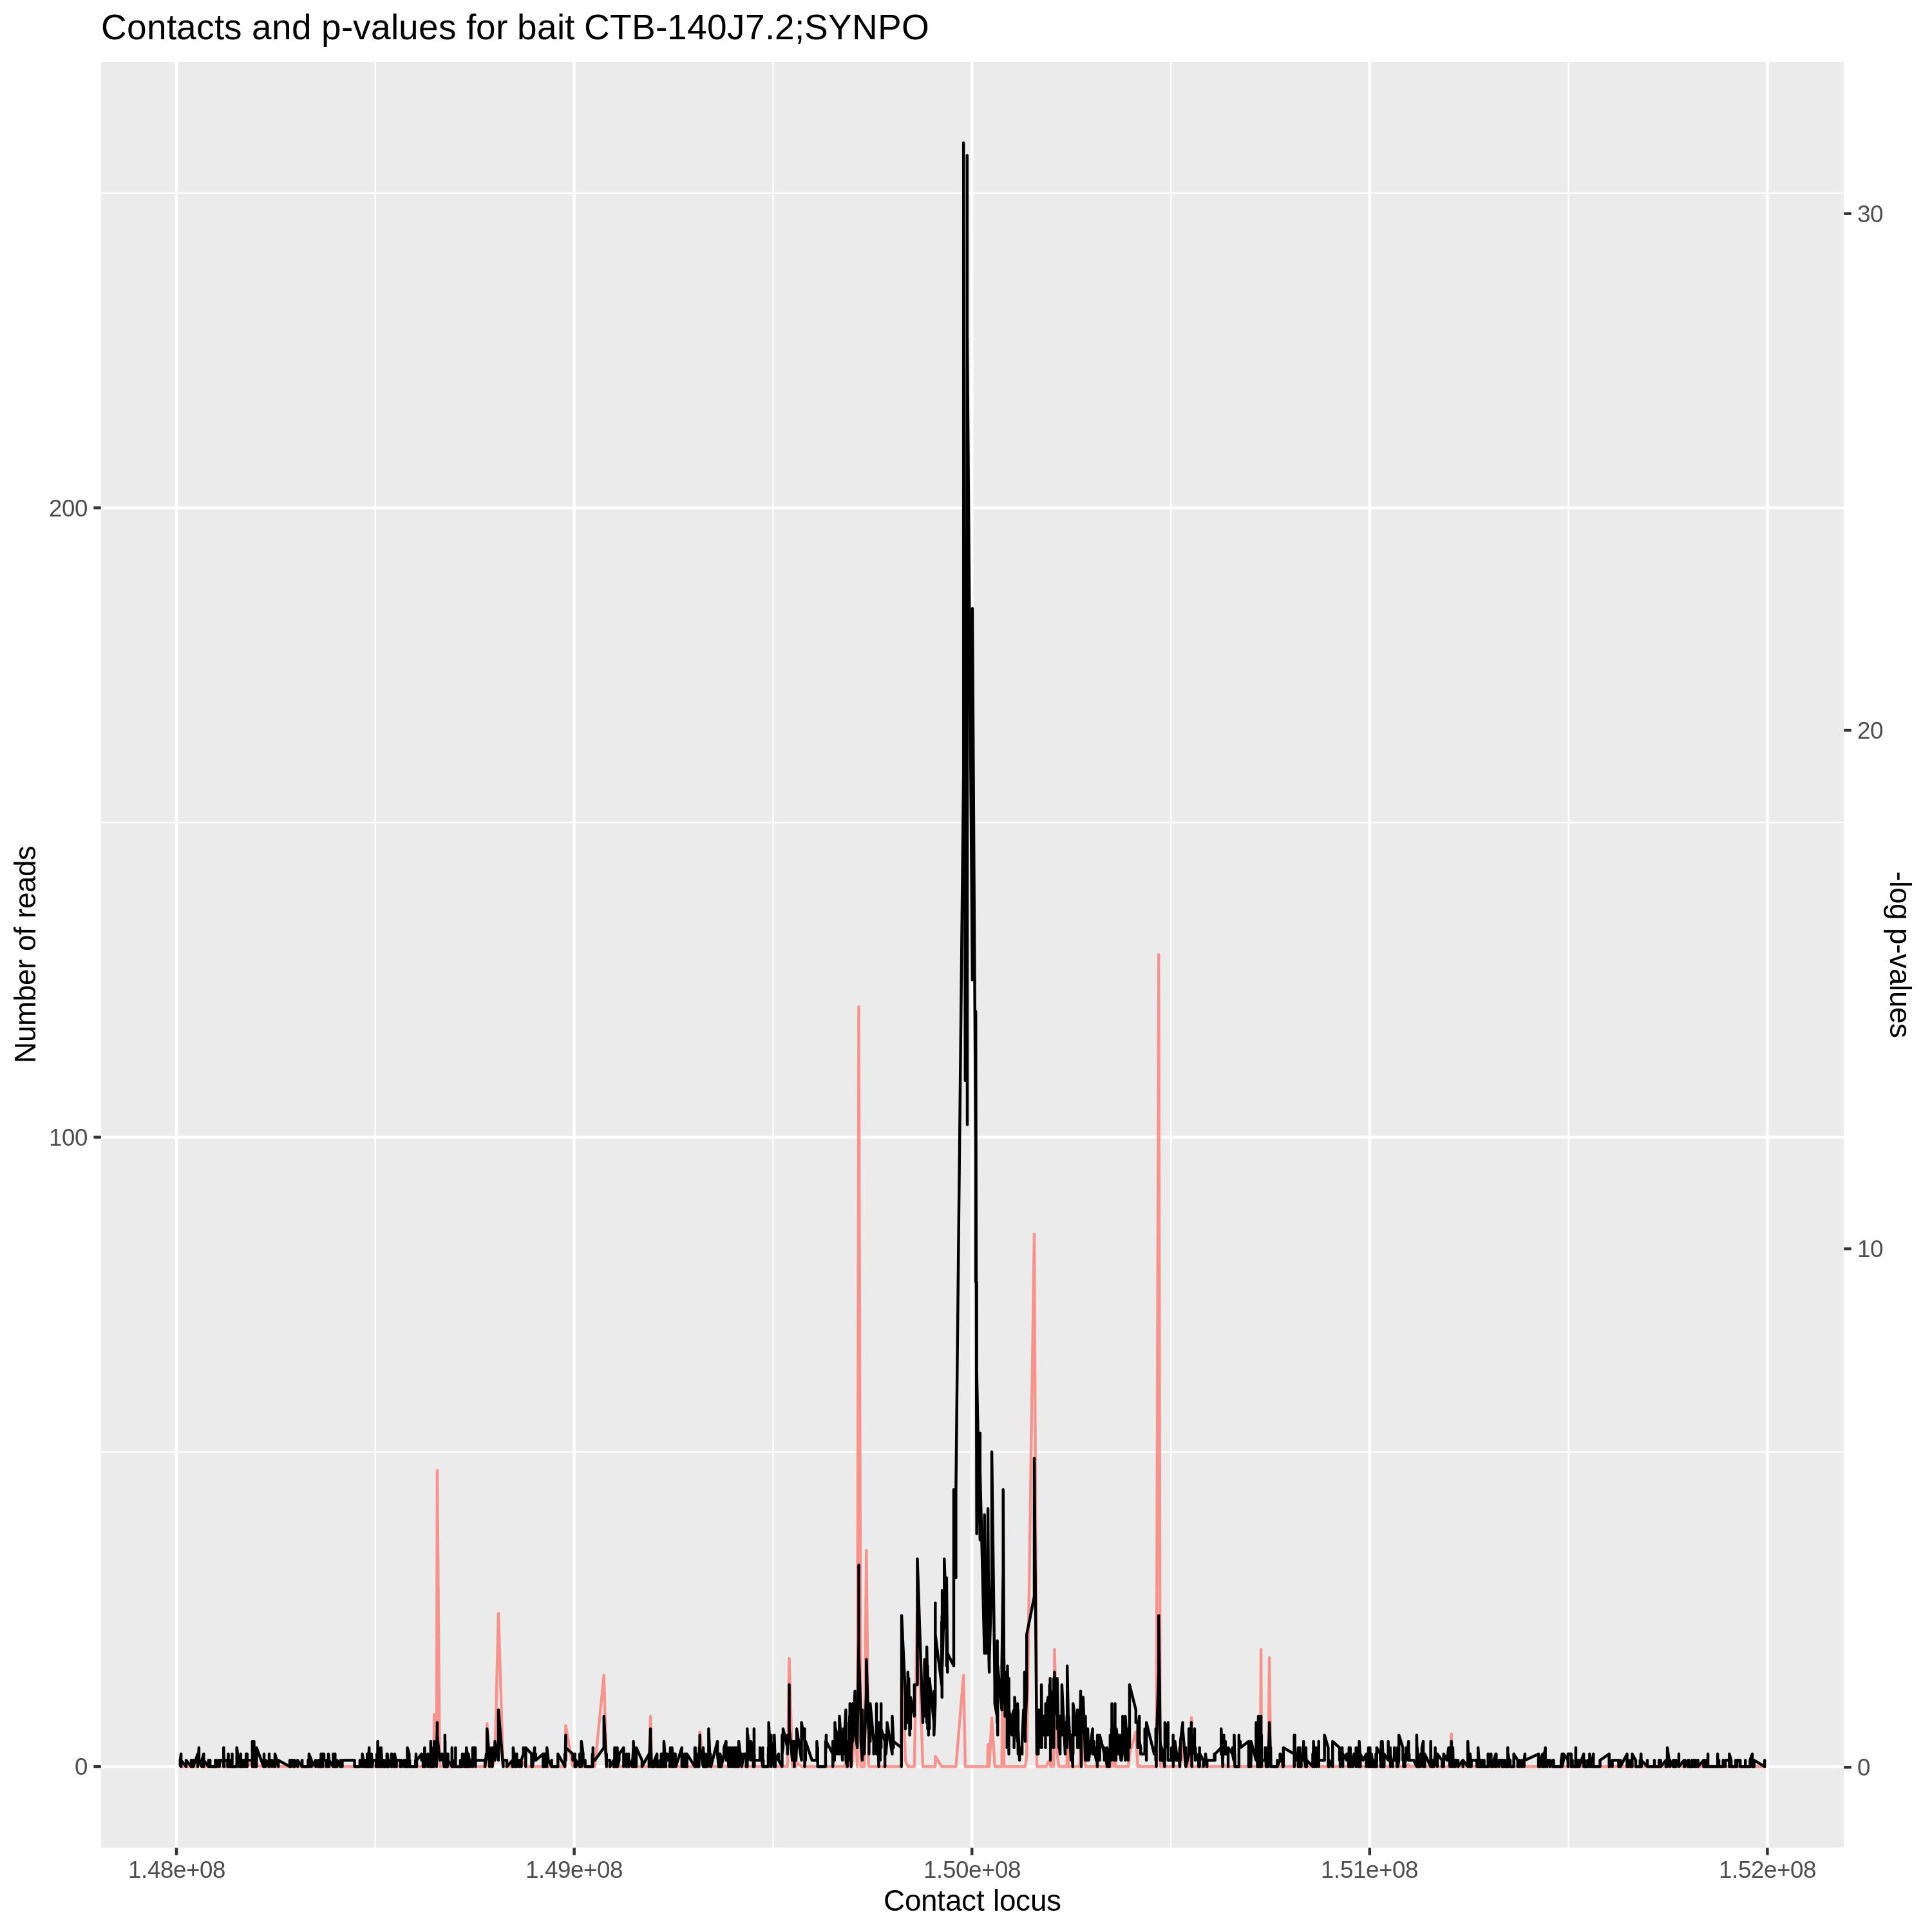 Contacts and p-values for bait CTB-140J7.2;SYNPO
Number of reads
200
100
0
30
20
10
0
-log p-values
1.48e+08 1.49e+08 1.50e+08 1.51e+08 1.52e+08
Contact locus